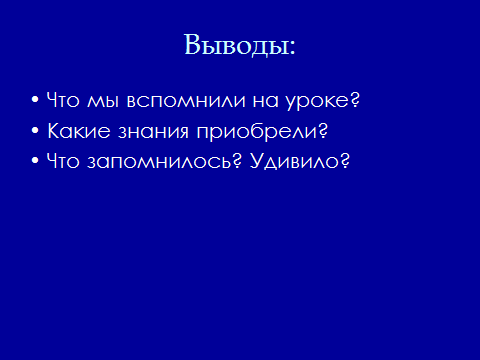 Выводы:
• Что мы вспомнили на уроке?
• Какие знания приобрели?
• Что запомнилось? Удивило?